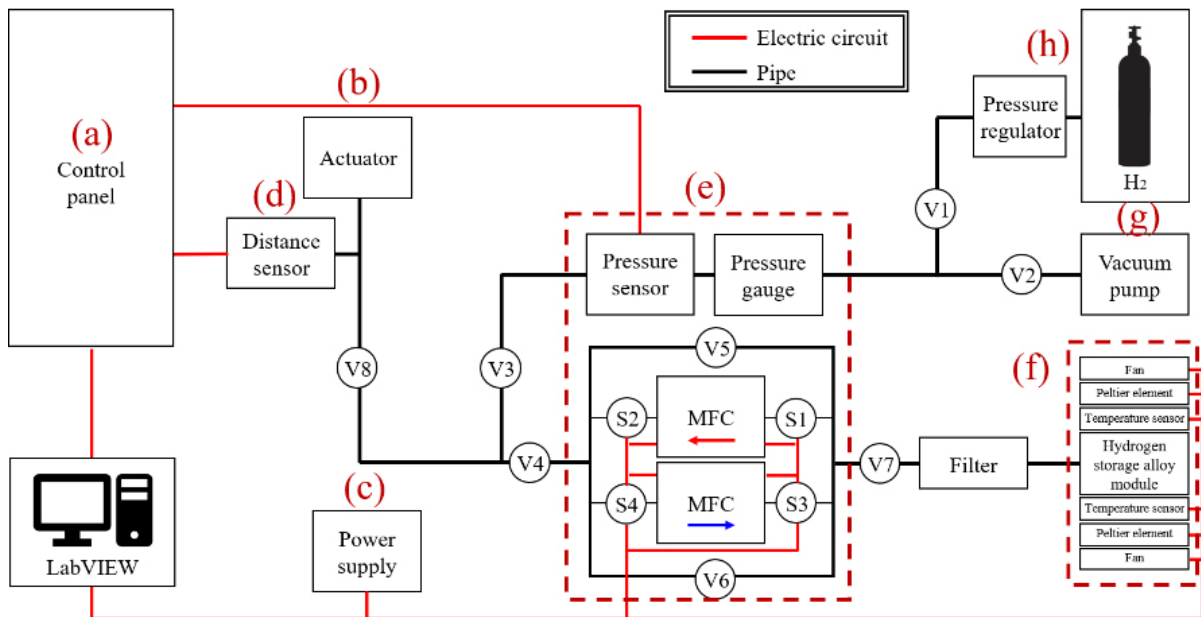 Electric circuit
Pipe
(a)
Control
panel
(b)
Actuator
(d)
Distance
sensor
(e)
Pressure
sensor
Pressure
gauge
(h)
Pressure
regulator
H2
V1
(g)
V2
Vacuum
pump
V8
V3
V5
S2
MFC
S1
V4
S4
MFC
S3
V6
V7
Filter
(f)
Fan
Peltier element
Temperature sensor
Hydrogen
storage alloy
module
Temperature sensor
Peltier element
Fan
(c)
Power
supply
LabVIEW